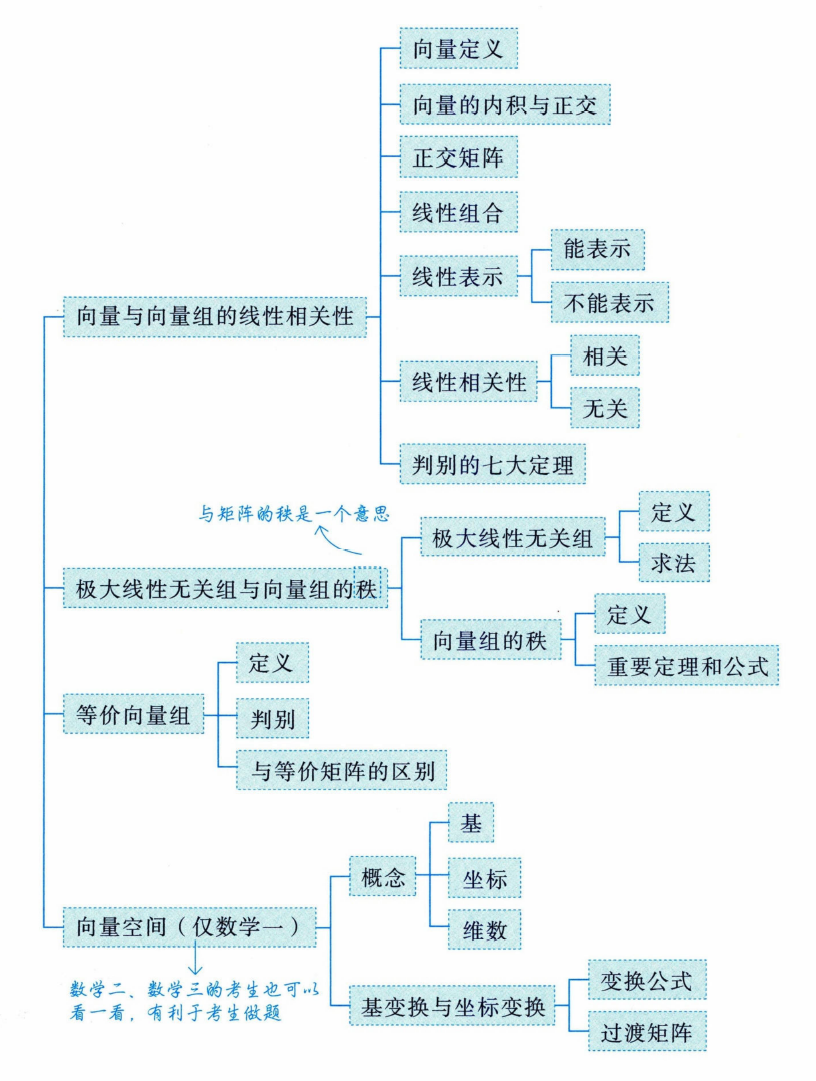 向量定义
向量的内积与正交
正交矩阵
线性组合
能表示
线性表示
不能表示
向量与向量组的线性相关性
相关
线性相关性
无关
判别的七大定理
与矩阵的秩是一个意思
定义
极大线性无关组
求法
极大线性无关组与向量组的秩
定义
向量组的秩
重要定理和公式
定义
等价向量组
判别
与等价矩阵的区别
基
概念
坐标
向量空间（仅数学一）
维数
数学二、数学三的考生也可以
看一看，有利于考生做题
变换公式
基变换与坐标变换
过渡矩阵